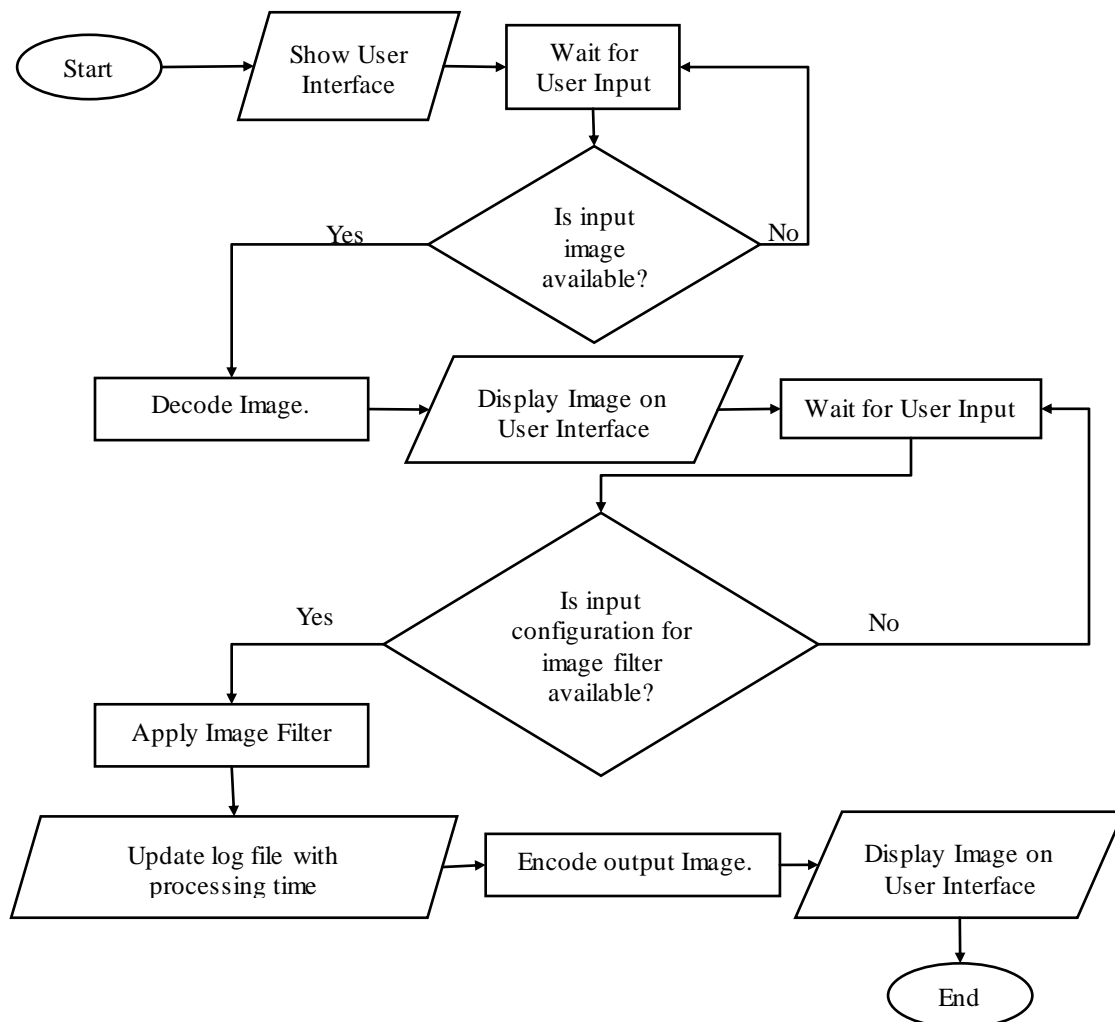 Start
Show User
Interface
Wait for
User Input
Is input
image
available?
Yes
No
Decode Image.
Display Image on
User Interface
Wait for User Input
Is input
configuration for
image filter
available?
Yes
No
Apply Image Filter
Update log file with
processing time
Encode output Image.
Display Image on
User Interface
End